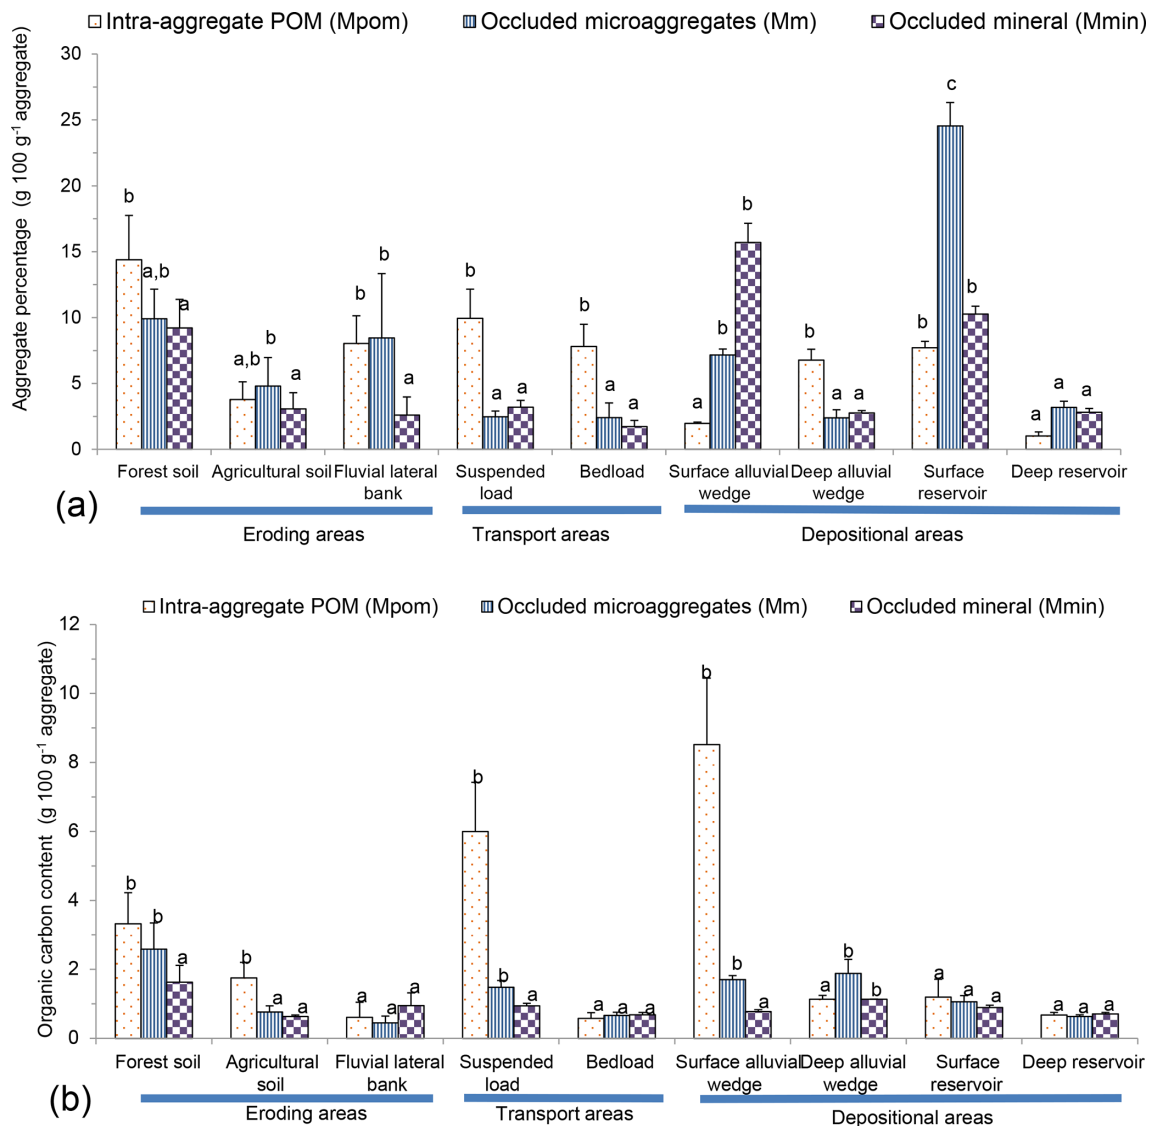 Intra-aggregate POM (Mpom) Occluded microaggregates (Mm) Occluded mineral (Mmin)
Aggregate percentage (g 100 g⁻¹ aggregate)
30
25
20
15
10
5
0
b a,b a
a,b b a
b b a
b a a
b a a
a b b
b a a
b c b
a a a
Forest soil Agricultural soil Fluvial lateral bank Suspended load Bedload Surface alluvial wedge Deep alluvial wedge Surface reservoir Deep reservoir
(a)
Eroding areas Transport areas Depositional areas
Intra-aggregate POM (Mpom) Occluded microaggregates (Mm) Occluded mineral (Mmin)
Organic carbon content (g 100 g⁻¹ aggregate)
12
10
8
6
4
2
0
b b a
b a a
a a a
b b a
a a a
b b a
a b b
a a a
a a a
Forest soil Agricultural soil Fluvial lateral bank Suspended load Bedload Surface alluvial wedge Deep alluvial wedge Surface reservoir Deep reservoir
(b)
Eroding areas Transport areas Depositional areas